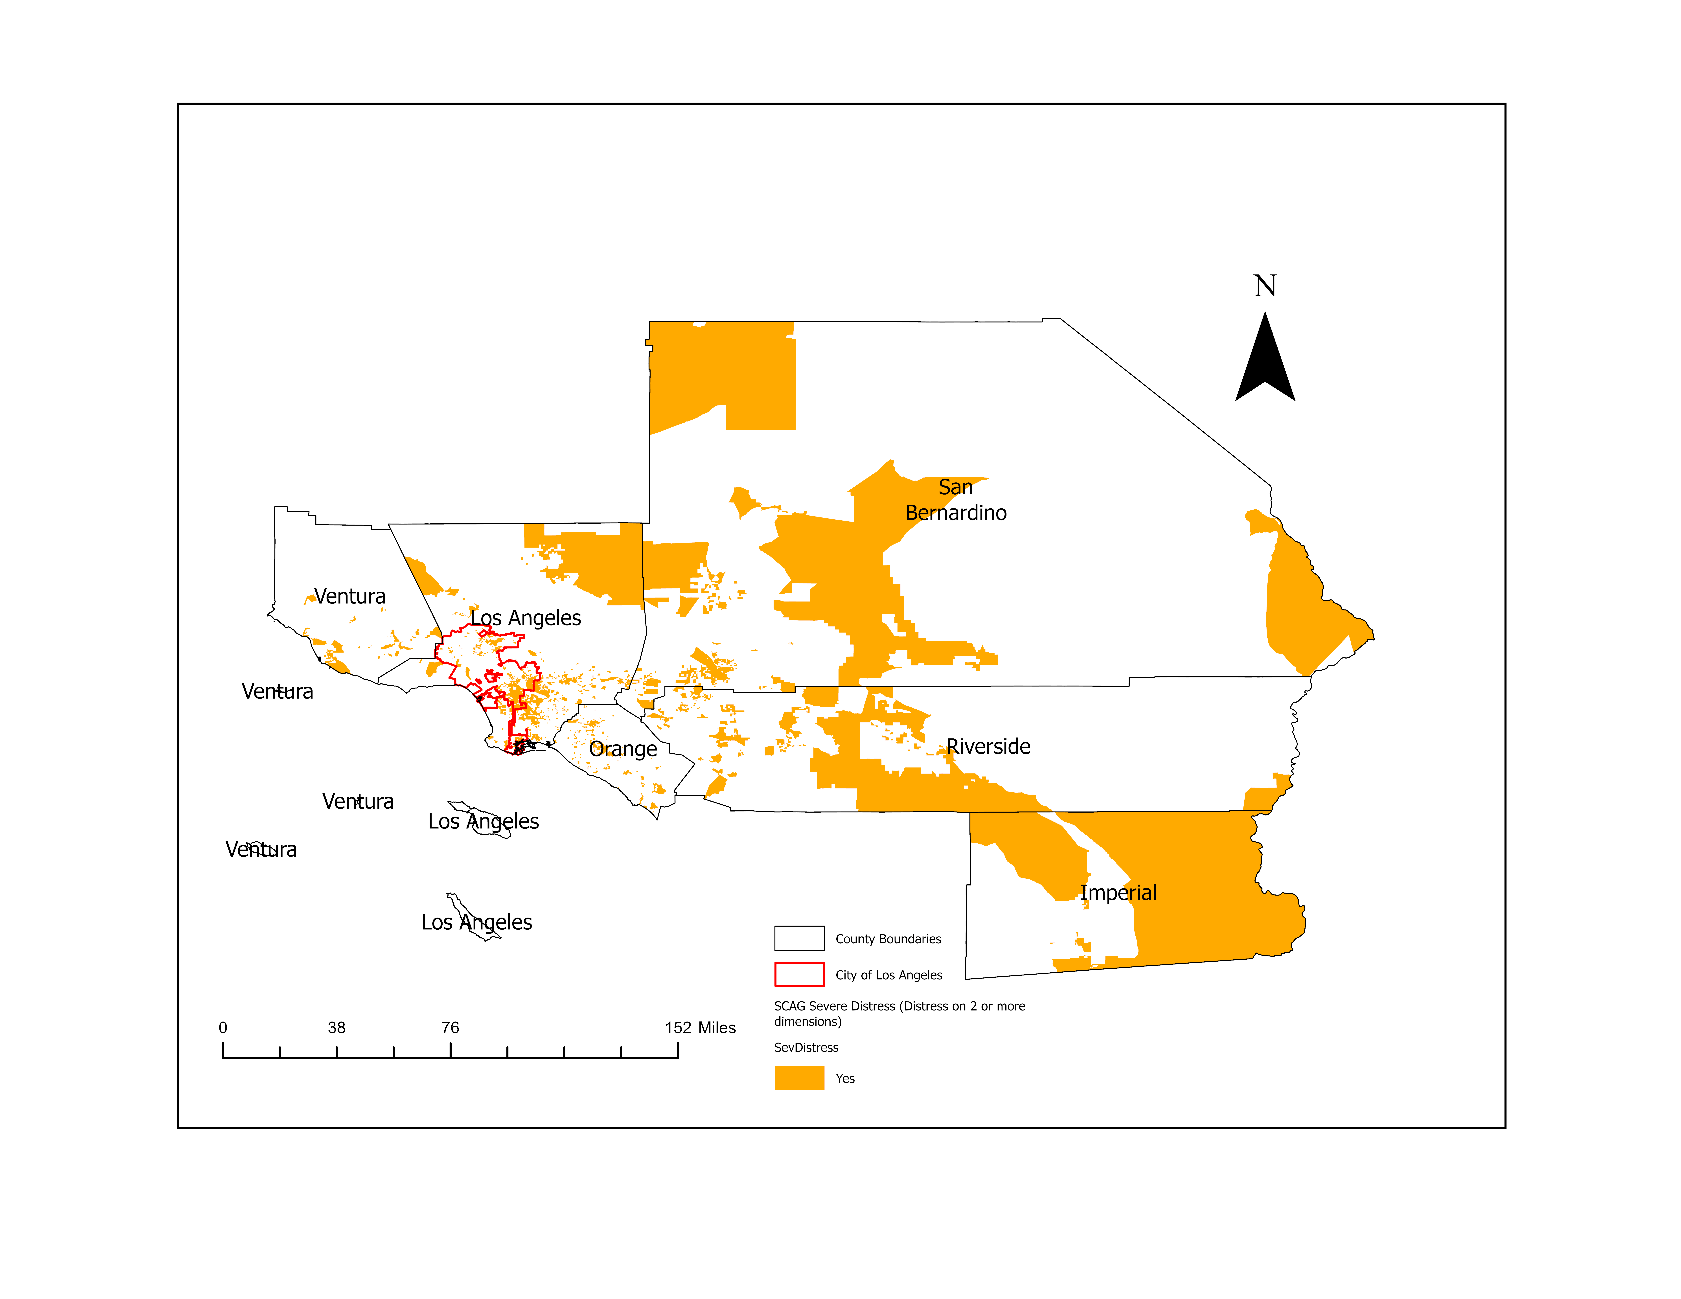 N
San
Bernardino
Ventura
Los Angeles
Ventura
Orange
Riverside
Ventura
Los Angeles
Ventura
Imperial
Los Angeles
County Boundaries
City of Los Angeles
SCAG Severe Distress (Distress on 2 or more
dimensions)
SevDistress
Yes
0 38 76 152 Miles